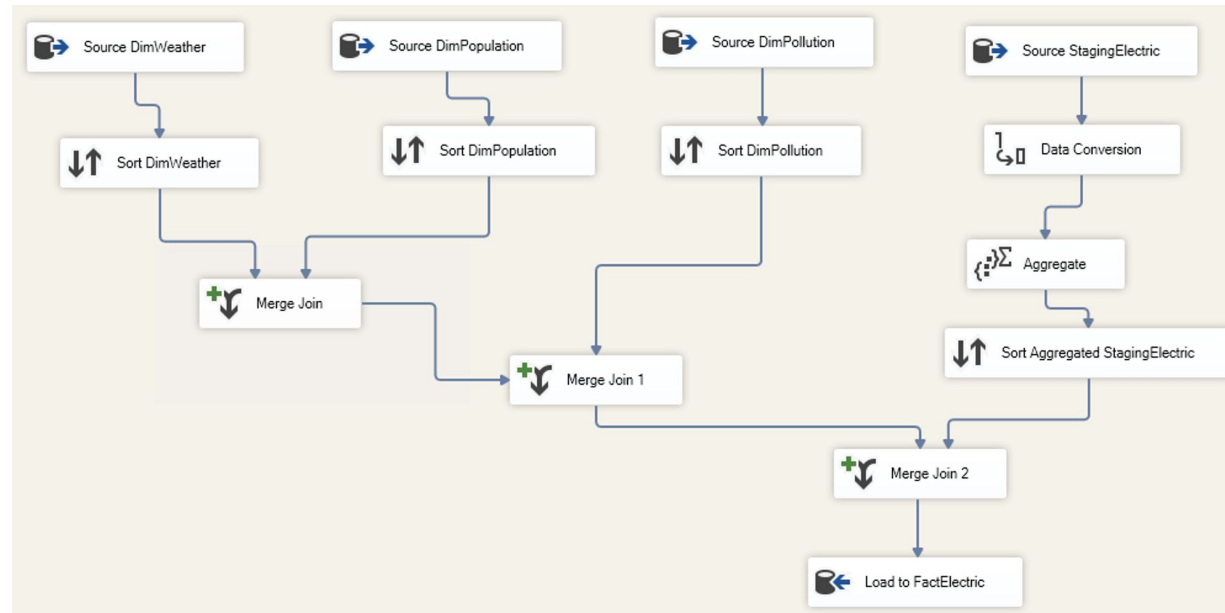 Source DimWeather
Source DimPopulation
Source DimPollution
Source StagingElectric
Sort DimWeather
Sort DimPopulation
Sort DimPollution
Data Conversion
Aggregate
Merge Join
Sort Aggregated StagingElectric
Merge Join 1
Merge Join 2
Load to FactElectric